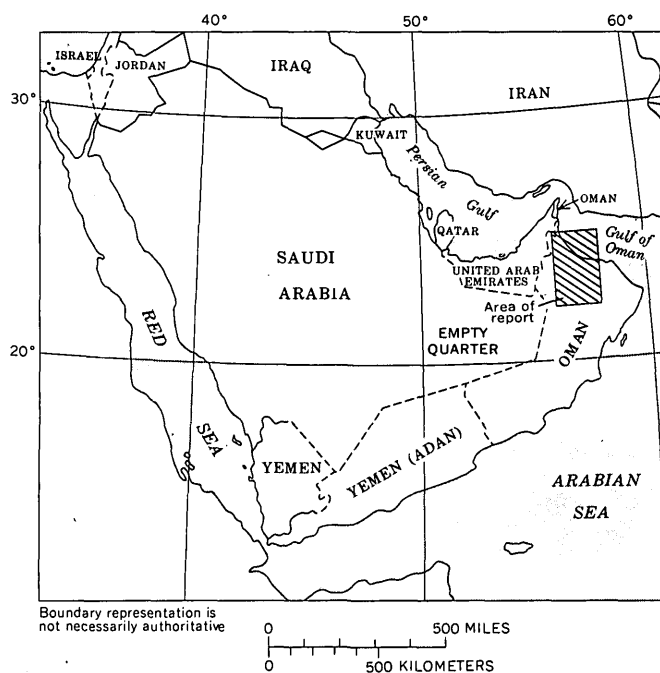 40°
50°
60°
ISRAEL
JORDAN
IRAQ
IRAN
30°
KUWAIT
Persian
Gulf
OMAN
QATAR
Gulf of
Oman
SAUDI
ARABIA
UNITED ARAB
EMIRATES
Area of
report
EMPTY
QUARTER
OMAN
RED
SEA
20°
YEMEN
YEMEN (ADAN)
ARABIAN
SEA
Boundary representation is
not necessarily authoritative
0
500 MILES
0
500 KILOMETERS